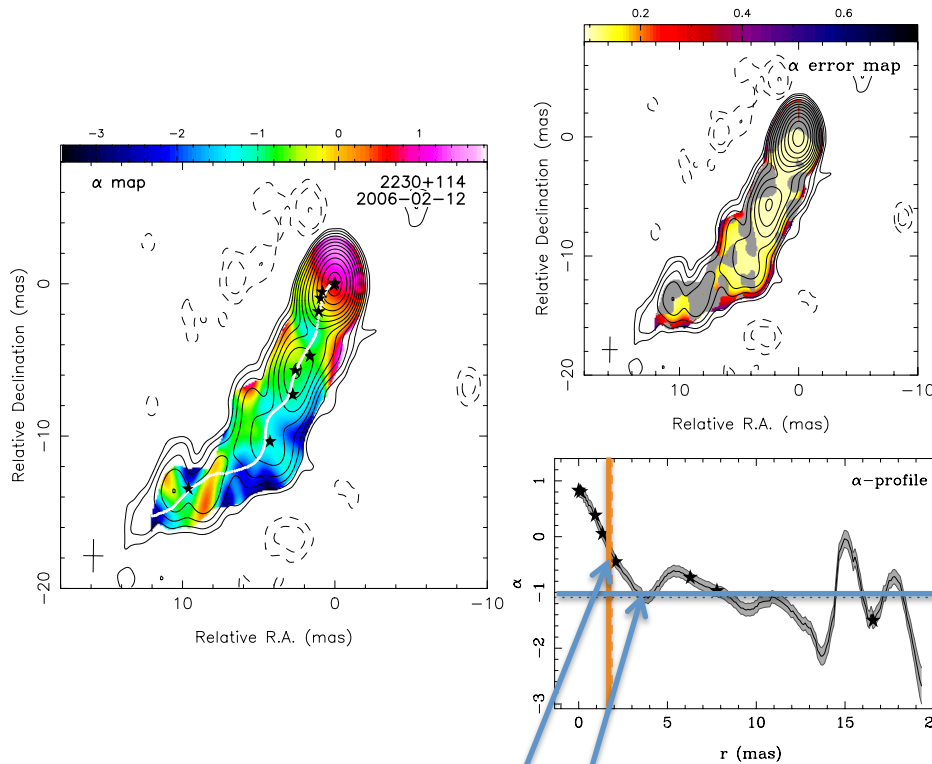 -3 -2 -1 0 1
α map 2230+114
2006-02-12
0
-10
-20
Relative Declination (mas)
10 0 -10
Relative R.A. (mas)
0.2 0.4 0.6
α error map
0
-10
-20
Relative Declination (mas)
10 0 -10
Relative R.A. (mas)
α-profile
1
0
-1
-2
-3
α
0 5 10 15 2
r (mas)